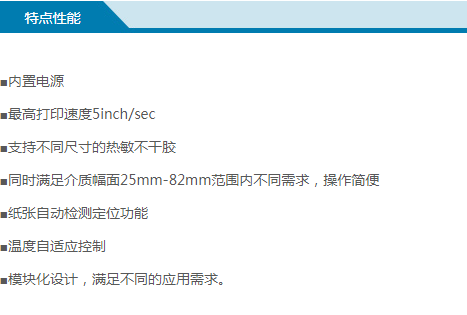 特点性能
■内置电源
■最高打印速度5inch/sec
■支持不同尺寸的热敏不干胶
■同时满足介质幅面25mm-82mm范围内不同需求，操作简便
■纸张自动检测定位功能
■温度自适应控制
■模块化设计，满足不同的应用需求。